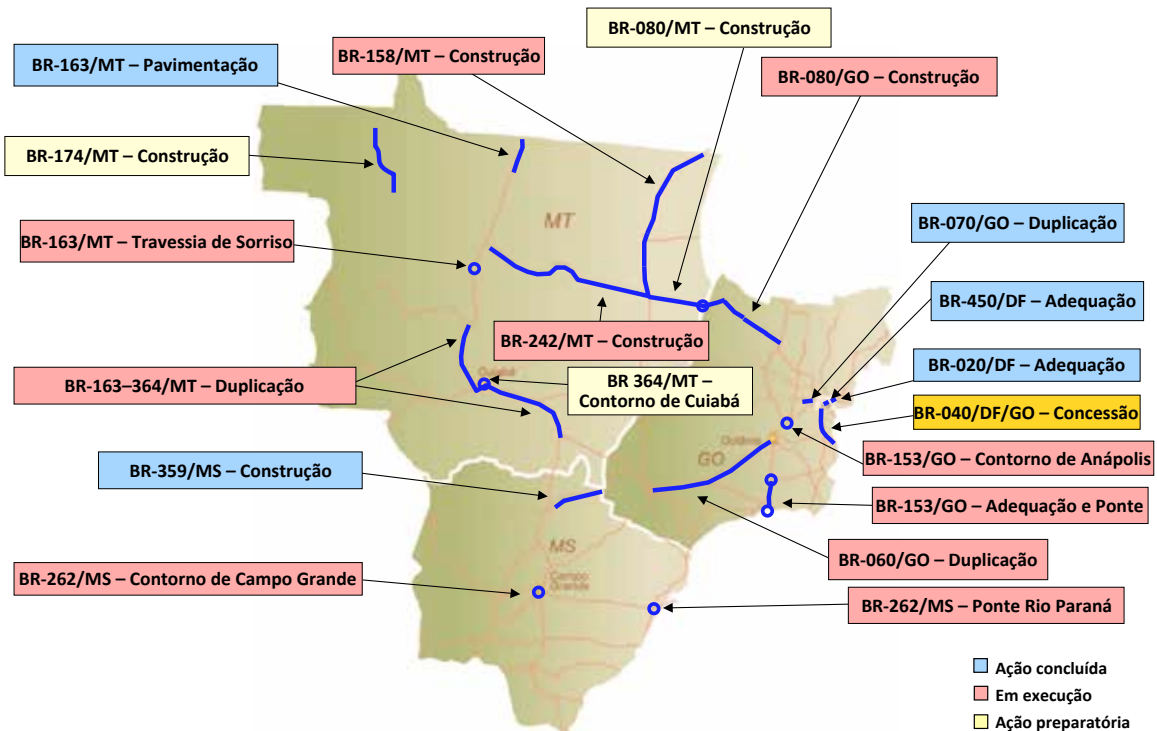 BR-080/MT – Construção
BR-158/MT – Construção
BR-163/MT – Pavimentação
BR-080/GO – Construção
BR-174/MT – Construção
MT
BR-070/GO – Duplicação
BR-163/MT – Travessia de Sorriso
BR-450/DF – Adequação
BR-242/MT – Construção
BR-020/DF – Adequação
BR-163–364/MT – Duplicação
Cuiabá
BR 364/MT –
Contorno de Cuiabá
BR-040/DF/GO – Concessão
Goiânia
GO
BR-153/GO – Contorno de Anápolis
BR-359/MS – Construção
BR-153/GO – Adequação e Ponte
MS
BR-060/GO – Duplicação
BR-262/MS – Contorno de Campo Grande
Campo
Grande
BR-262/MS – Ponte Rio Paraná
Ação concluída
Em execução
Ação preparatória